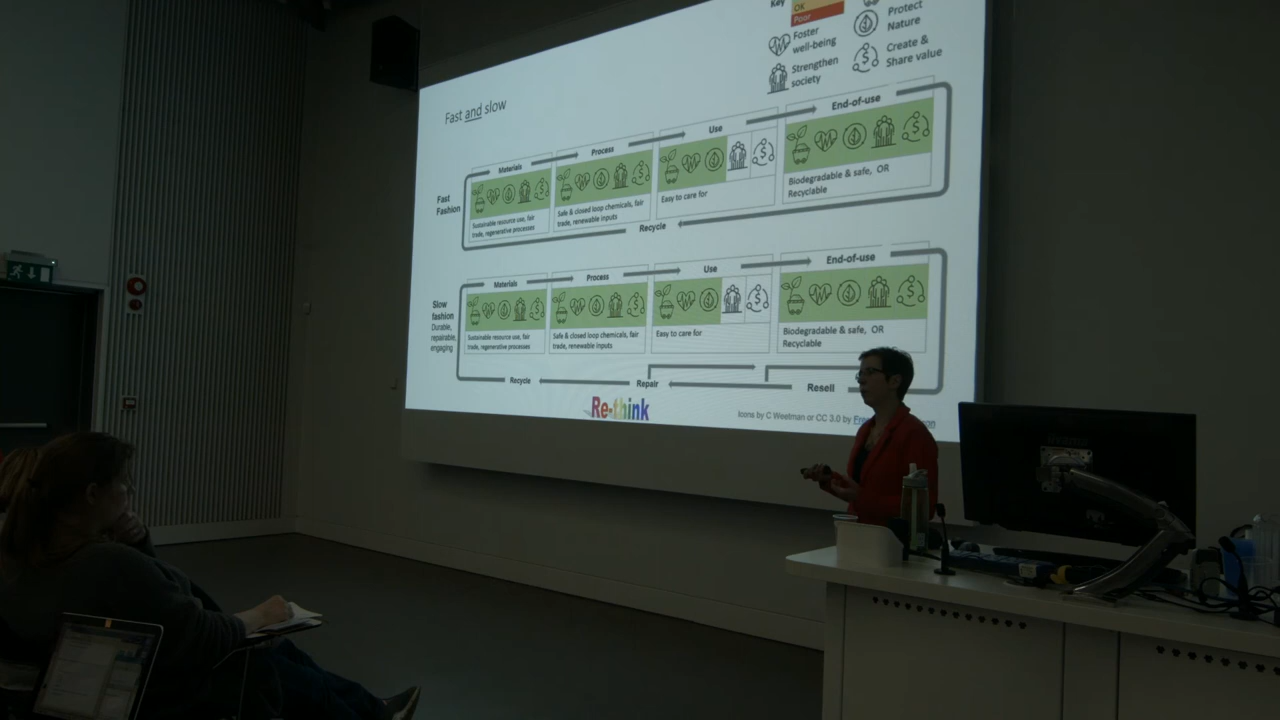 Key
OK
Poor
Foster
well-being
Strengthen
society
Protect
Nature
Create &
Share value
Fast and slow
Fast
Fashion
Materials
Process
Use
End-of-use
Sustainable resource use, fair
trade, regenerative processes
Safe & closed loop chemicals, fair
trade, renewable inputs
Easy to care for
Biodegradable & safe, OR
Recyclable
Recycle
Slow
fashion
Durable,
repairable,
engaging
Materials
Process
Use
End-of-use
Sustainable resource use, fair
trade, regenerative processes
Safe & closed loop chemicals, fair
trade, renewable inputs
Easy to care for
Biodegradable & safe, OR
Recyclable
Recycle
Repair
Resell
Re-think
Icons by C Weetman or CC 3.0 by